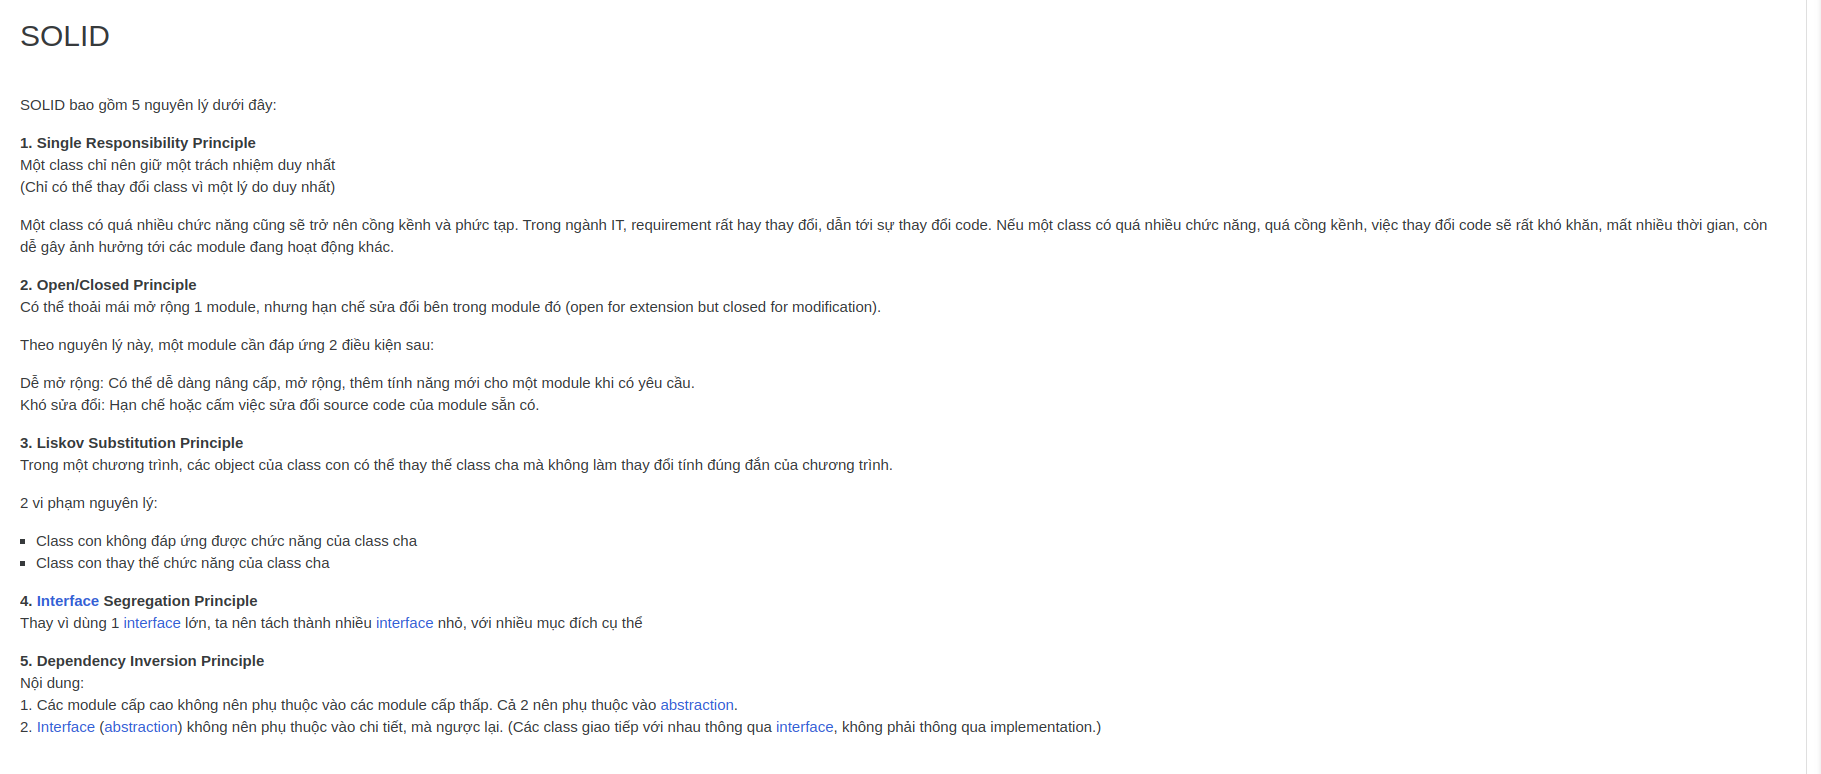 SOLID
SOLID bao gồm 5 nguyên lý dưới đây:
1. Single Responsibility Principle
Một class chỉ nên giữ một trách nhiệm duy nhất
(Chỉ có thể thay đổi class vì một lý do duy nhất)
Một class có quá nhiều chức năng cũng sẽ trở nên cồng kềnh và phức tạp. Trong ngành IT, requirement rất hay thay đổi, dẫn tới sự thay đổi code. Nếu một class có quá nhiều chức năng, quá cồng kềnh, việc thay đổi code sẽ rất khó khăn, mất nhiều thời gian, còn
dễ gây ảnh hưởng tới các module đang hoạt động khác.
2. Open/Closed Principle
Có thể thoải mái mở rộng 1 module, nhưng hạn chế sửa đổi bên trong module đó (open for extension but closed for modification).
Theo nguyên lý này, một module cần đáp ứng 2 điều kiện sau:
Dễ mở rộng: Có thể dễ dàng nâng cấp, mở rộng, thêm tính năng mới cho một module khi có yêu cầu.
Khó sửa đổi: Hạn chế hoặc cấm việc sửa đổi source code của module sẵn có.
3. Liskov Substitution Principle
Trong một chương trình, các object của class con có thể thay thế class cha mà không làm thay đổi tính đúng đắn của chương trình.
2 vi phạm nguyên lý:
▪ Class con không đáp ứng được chức năng của class cha
▪ Class con thay thế chức năng của class cha
4. Interface Segregation Principle
Thay vì dùng 1 interface lớn, ta nên tách thành nhiều interface nhỏ, với nhiều mục đích cụ thể
5. Dependency Inversion Principle
Nội dung:
1. Các module cấp cao không nên phụ thuộc vào các module cấp thấp. Cả 2 nên phụ thuộc vào abstraction.
2. Interface (abstraction) không nên phụ thuộc vào chi tiết, mà ngược lại. (Các class giao tiếp với nhau thông qua interface, không phải thông qua implementation.)